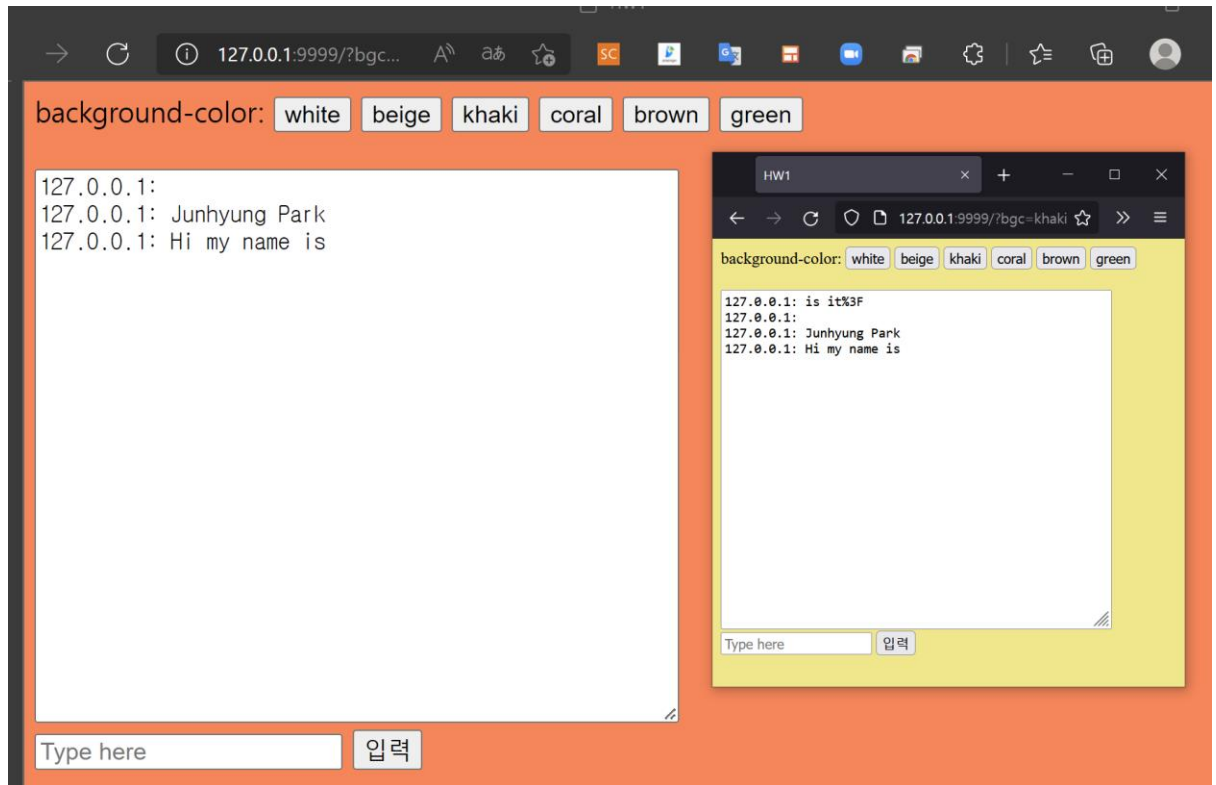 127.0.0.1:9999/?bgc...
SC
background-color: white beige khaki coral brown green
127.0.0.1:
127.0.0.1: Junhyung Park
127.0.0.1: Hi my name is
Type here 입력
HW1
127.0.0.1:9999/?bgc=khaki
background-color: white beige khaki coral brown green
127.0.0.1: is it%3F
127.0.0.1:
127.0.0.1: Junhyung Park
127.0.0.1: Hi my name is
Type here 입력